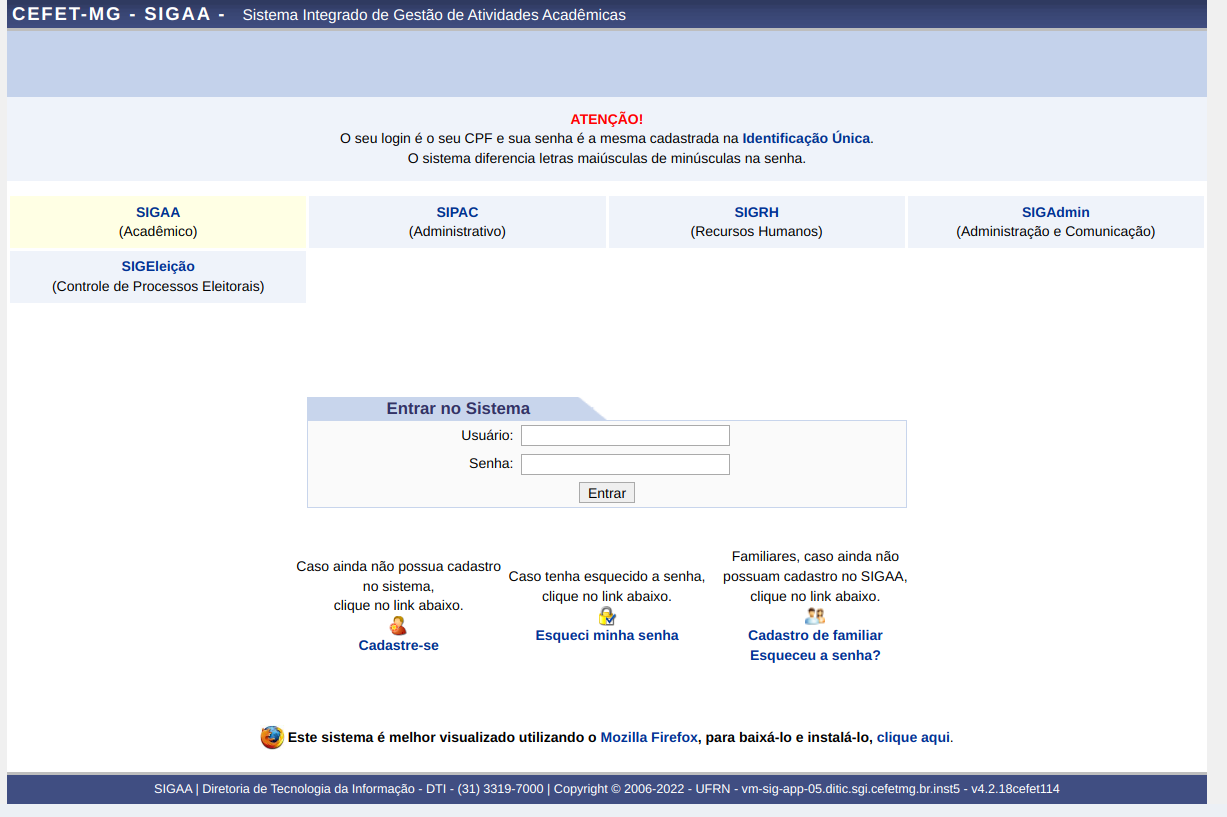 CEFET-MG - SIGAA - Sistema Integrado de Gestão de Atividades Acadêmicas
ATENÇÃO!
O seu login é o seu CPF e sua senha é a mesma cadastrada na Identificação Única.
O sistema diferencia letras maiúsculas de minúsculas na senha.
SIGAA
(Acadêmico)
SIPAC
(Administrativo)
SIGRH
(Recursos Humanos)
SIGAdmin
(Administração e Comunicação)
SIGEleição
(Controle de Processos Eleitorais)
Entrar no Sistema
Usuário:
Senha:
Entrar
Caso ainda não possua cadastro
no sistema,
clique no link abaixo.
Cadastre-se
Caso tenha esquecido a senha,
clique no link abaixo.
Esqueci minha senha
Familiares, caso ainda não
possuam cadastro no SIGAA,
clique no link abaixo.
Cadastro de familiar
Esqueceu a senha?
Este sistema é melhor visualizado utilizando o Mozilla Firefox, para baixá-lo e instalá-lo, clique aqui.
SIGAA | Diretoria de Tecnologia da Informação - DTI - (31) 3319-7000 | Copyright © 2006-2022 - UFRN - vm-sig-app-05.ditic.sgi.cefetmg.br.inst5 - v4.2.18cefet114